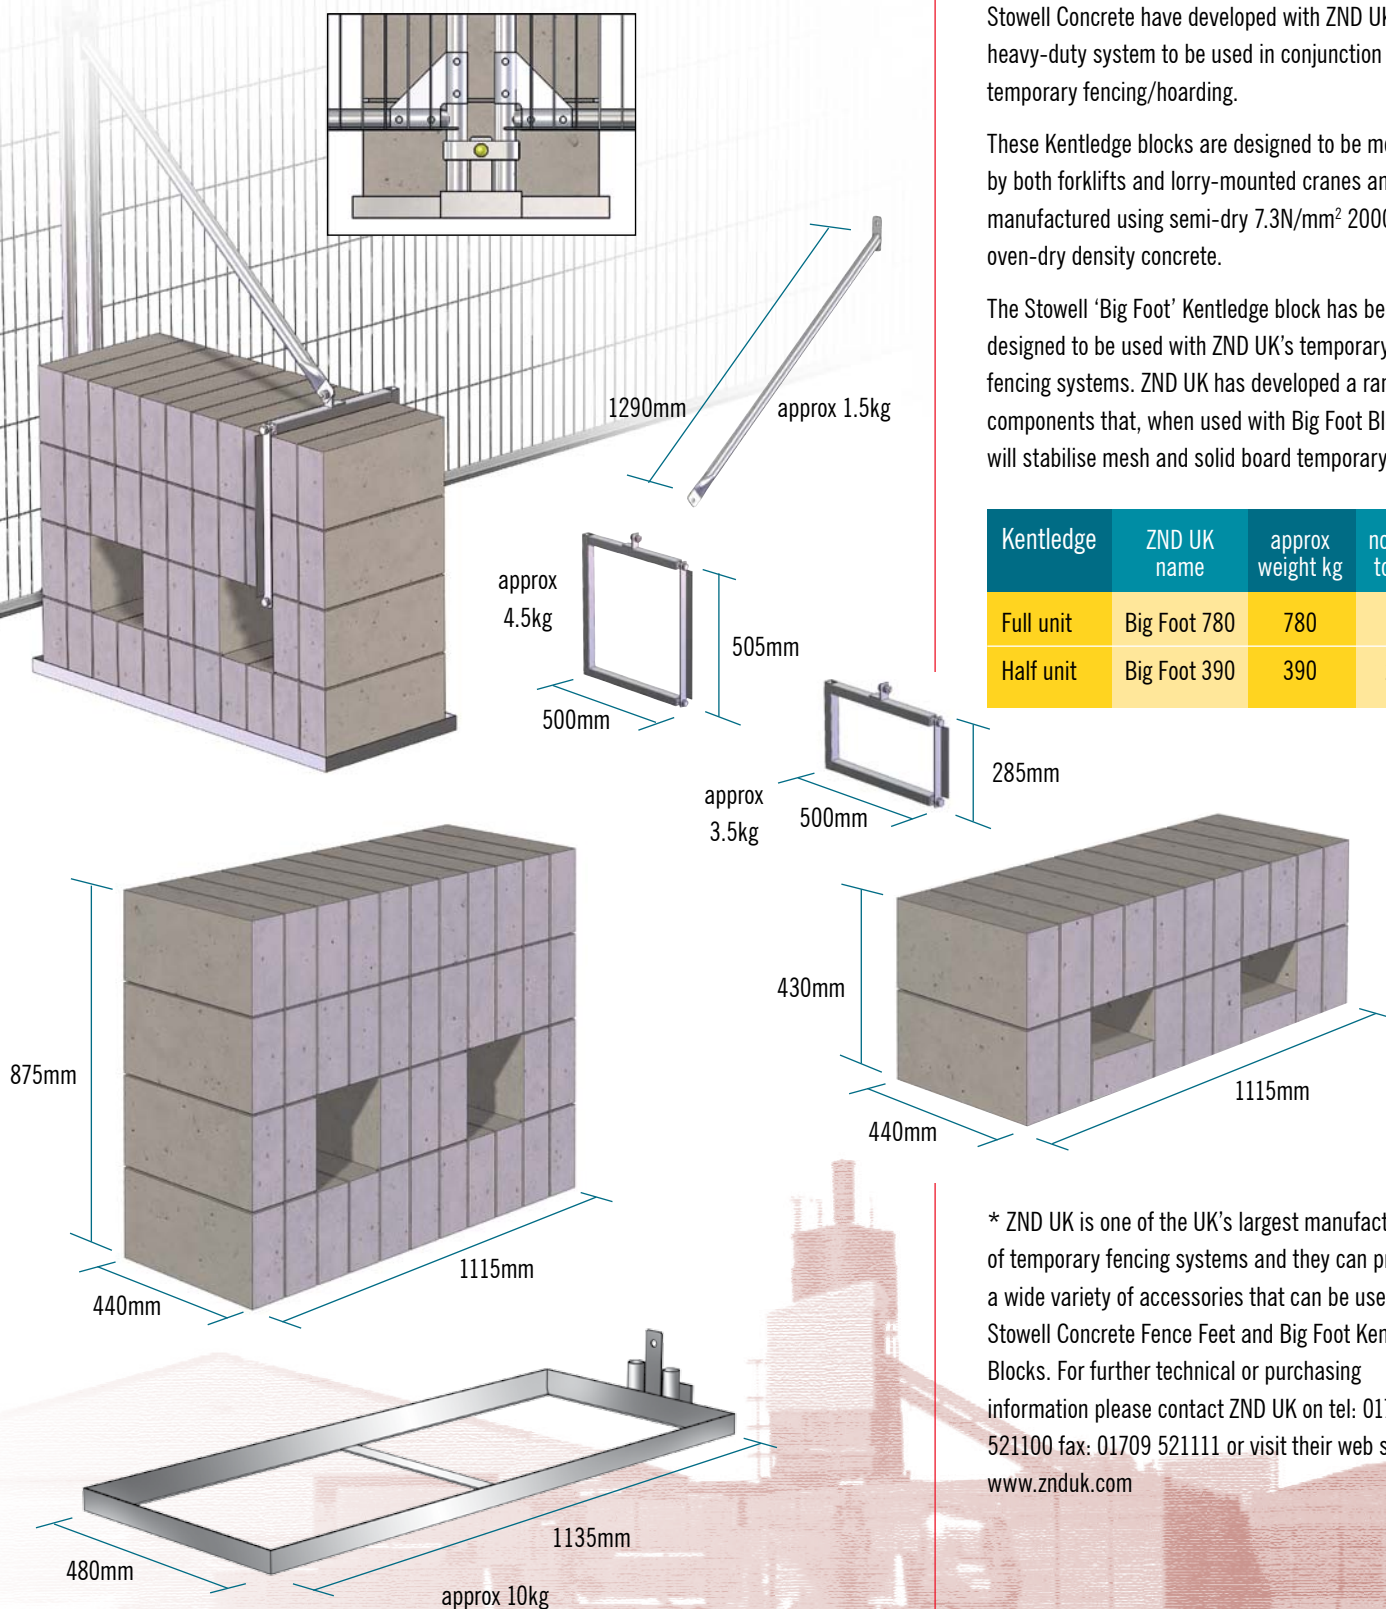 Stowell Concrete have developed with ZND UK
heavy-duty system to be used in conjunction
temporary fencing/hoarding.
These Kentledge blocks are designed to be
by both forklifts and lorry-mounted cranes
manufactured using semi-dry 7.3N/mm² 2000
oven-dry density concrete.
The Stowell ‘Big Foot’ Kentledge block has
designed to be used with ZND UK’s temporary
fencing systems. ZND UK has developed a
components that, when used with Big Foot
will stabilise mesh and solid board temporary
Kentledge ZND UK name approx weight kg
Full unit Big Foot 780 780
Half unit Big Foot 390 390
1290mm
approx 1.5kg
approx
4.5kg
505mm
500mm
285mm
approx
3.5kg
500mm
875mm
440mm
1115mm
430mm
440mm
1115mm
480mm
1135mm
approx 10kg
* ZND UK is one of the UK’s largest
of temporary fencing systems and they can
a wide variety of accessories that can be
Stowell Concrete Fence Feet and Big Foot
Blocks. For further technical or purchasing
information please contact ZND UK on tel:
521100 fax: 01709 521111 or visit their web
www.znduk.com